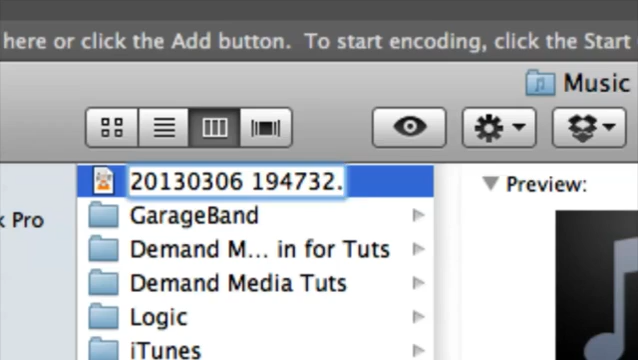 here or click the Add button. To start encoding, click the Start
Music
20130306 194732.
k Pro
GarageBand
Demand M... in for Tuts
Demand Media Tuts
Logic
iTunes
Preview: